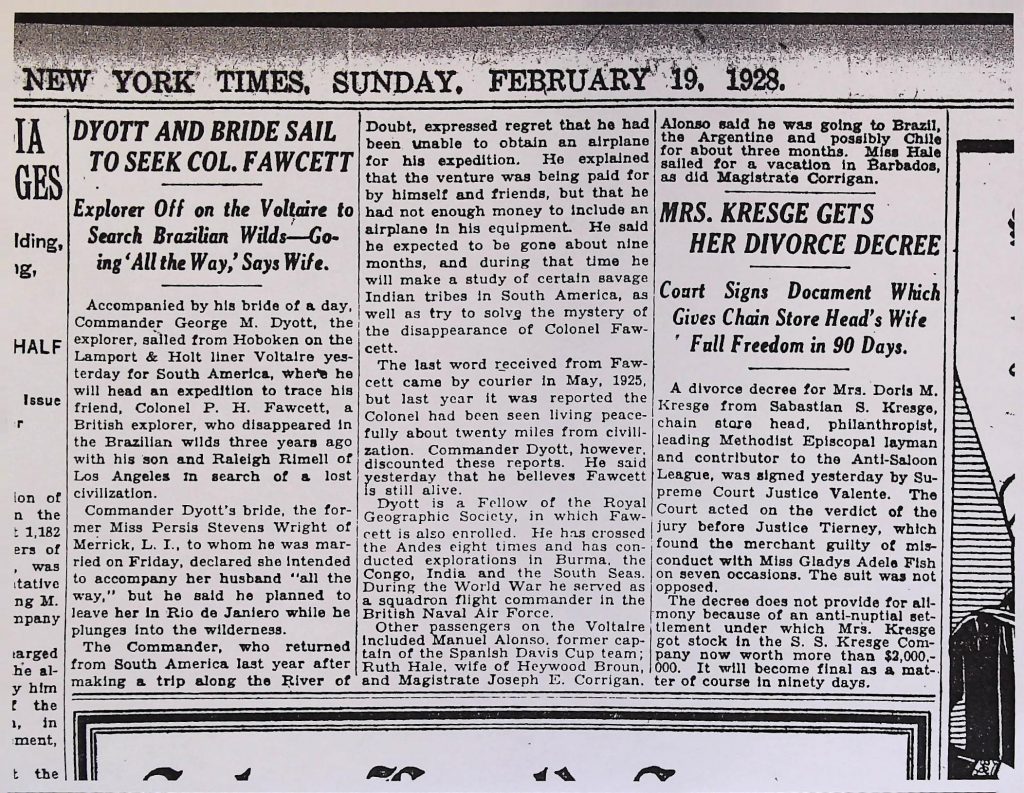 NEW YORK TIMES, SUNDAY, FEBRUARY 19, 1928.
IA
GES
lding,
ng,
HALF
Issue
r
ion of
n the
t 1,182
ers of
, was
tative
ng M.
mpany
arged
he al-
y him
f the
, in
ment,
t the
DYOTT AND BRIDE SAIL
TO SEEK COL. FAWCETT
Explorer Off on the Voltaire to
Search Brazilian Wilds—Go-
ing 'All the Way,' Says Wife.
Accompanied by his bride of a day,
Commander George M. Dyott, the
explorer, sailed from Hoboken on the
Lamport & Holt liner Voltaire yes-
terday for South America, where he
will head an expedition to trace his
friend, Colonel P. H. Fawcett, a
British explorer, who disappeared in
the Brazilian wilds three years ago
with his son and Raleigh Rimell of
Los Angeles in search of a lost
civilization.
Commander Dyott's bride, the for-
mer Miss Persis Stevens Wright of
Merrick, L. I., to whom he was mar-
ried on Friday, declared she intended
to accompany her husband "all the
way," but he said he planned to
leave her in Rio de Janiero while he
plunges into the wilderness.
The Commander, who returned
from South America last year after
making a trip along the River of
Doubt, expressed regret that he had
been unable to obtain an airplane
for his expedition. He explained
that the venture was being paid for
by himself and friends, but that he
had not enough money to include an
airplane in his equipment. He said
he expected to be gone about nine
months, and during that time he
will make a study of certain savage
Indian tribes in South America, as
well as try to solve the mystery of
the disappearance of Colonel Faw-
cett.
The last word received from Faw-
cett came by courier in May, 1925,
but last year it was reported the
Colonel had been seen living peace-
fully about twenty miles from civili-
zation. Commander Dyott, however,
discounted these reports. He said
yesterday that he believes Fawcett
is still alive.
Dyott is a Fellow of the Royal
Geographic Society, in which Faw-
cett is also enrolled. He has crossed
the Andes eight times and has con-
ducted explorations in Burma, the
Congo, India and the South Seas.
During the World War he served as
a squadron flight commander in the
British Naval Air Force.
Other passengers on the Voltaire
included Manuel Alonso, former cap-
tain of the Spanish Davis Cup team;
Ruth Hale, wife of Heywood Broun,
and Magistrate Joseph E. Corrigan.
Alonso said he was going to Brazil,
the Argentine and possibly Chile
for about three months. Miss Hale
sailed for a vacation in Barbados,
as did Magistrate Corrigan.
MRS. KRESGE GETS
HER DIVORCE DECREE
Court Signs Document Which
Gives Chain Store Head's Wife
Full Freedom in 90 Days.
A divorce decree for Mrs. Doris M.
Kresge from Sabastian S. Kresge,
chain store head, philanthropist,
leading Methodist Episcopal layman
and contributor to the Anti-Saloon
League, was signed yesterday by Su-
preme Court Justice Valente. The
Court acted on the verdict of the
jury before Justice Tierney, which
found the merchant guilty of mis-
conduct with Miss Gladys Adele Fish
on seven occasions. The suit was not
opposed.
The decree does not provide for ali-
mony because of an anti-nuptial set-
tlement under which Mrs. Kresge
got stock in the S. S. Kresge Com-
pany now worth more than $2,000,-
000. It will become final as a mat-
ter of course in ninety days.